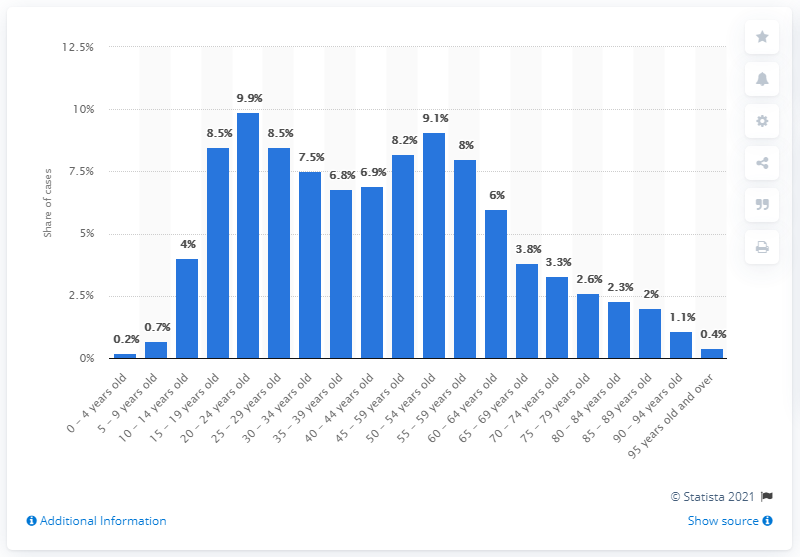 12.5%
10%
7.5%
5%
2.5%
0%
Share of cases
0.2%
0.7%
4%
8.5%
9.9%
8.5%
7.5%
6.8%
6.9%
8.2%
9.1%
8%
6%
3.8%
3.3%
2.6%
2.3%
2%
1.1%
0.4%
0 – 4 years old
5 – 9 years old
10 – 14 years old
15 – 19 years old
20 – 24 years old
25 – 29 years old
30 – 34 years old
35 – 39 years old
40 – 44 years old
45 – 59 years old
50 – 54 years old
55 – 59 years old
60 – 64 years old
65 – 69 years old
70 – 74 years old
75 – 79 years old
80 – 84 years old
85 – 89 years old
90 – 94 years old
95 years old and over
© Statista 2021
Additional Information
Show source